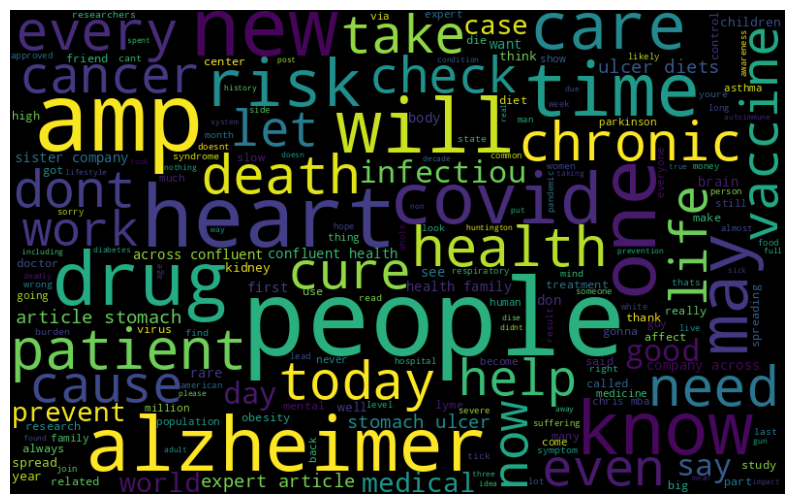 researchers
via
expert
children
every
new
take
case
care
spent
approved
friend
cant
die
want
post
condition
likely
center
think
show
control
awareness
cancer
risk
check
ulcer diets
time
vaccine
history
due
youre
high
side
diet
long
asthma
amp
will
body
week
month
let
man
parkinson
system
state
really
doesnt
doesn
autoimmune
sister company
syndrome
slow
common
chronic
got
nothing
decade
women
everyone
true
money
took
lifestyle
death
infectiou
pandemic
taking
dont
much
brain
person
sorry
way
non
covid
one
life
still
work
heart
hope
put
look
make
almost
including
diabetes
thing
health
huntington
food
prevention
full
across confluent
confluent health
may
deadly
doctor
age
kidney
cure
see
respiratory
mind
thats
spreading
wrong
drug
first
health family
treatment
sick
going
use
read
human
don
someone
really
article stomach
people
dise
white
thank
burden
virus
didnt
result
gonna
guy
live
patient
find
rare
lead
never
become
affect
good
company across
cause
today
hospital
said
right
american
day
help
called
medicine
need
please
chris mba
prevent
million
mental
well
level
lyme
severe
away
suffering
population
obesity
stomach ulcer
now
know
last
research
back
come
gun
found
family
alzheimer
tick
symptom
many
always
adult
three
even
say
part
spread
join
world
expert article
medical
idea
lot
big
study
year
related
mean
impact